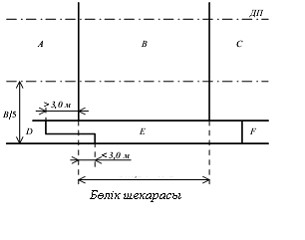 ДП
A B C
> 3,0 м
B/5
D E F
< 3,0 м
Бөлік шекарасы